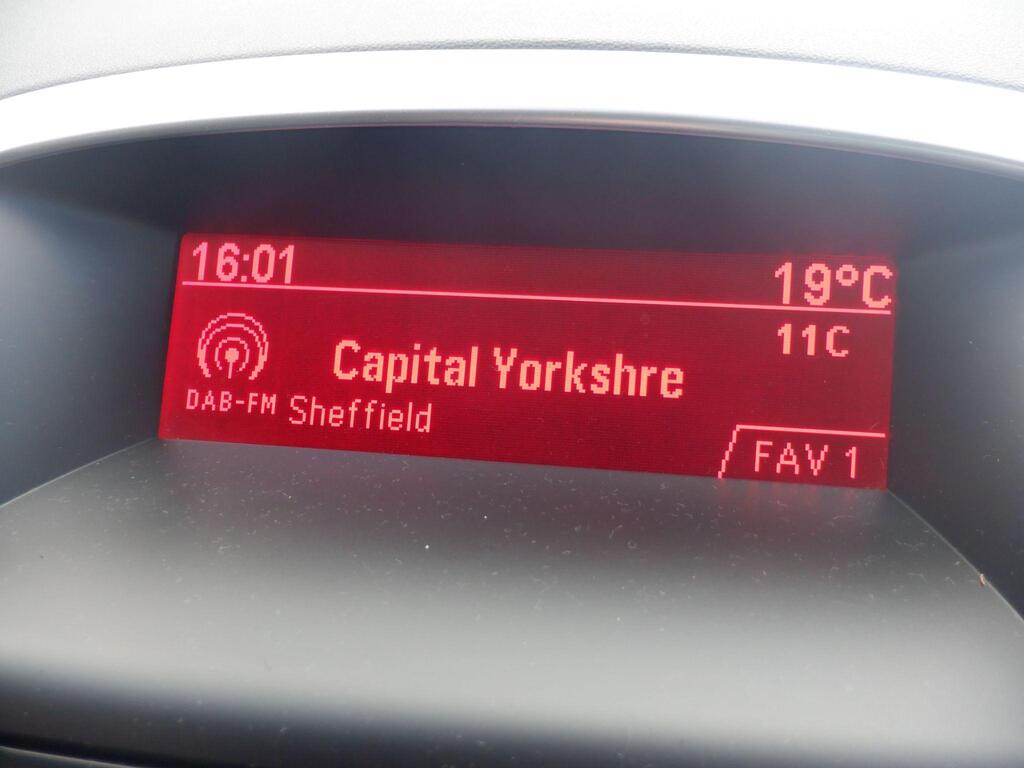 16:01 19°C
11C
Capital Yorkshre
DAB-FM Sheffield
FAV 1